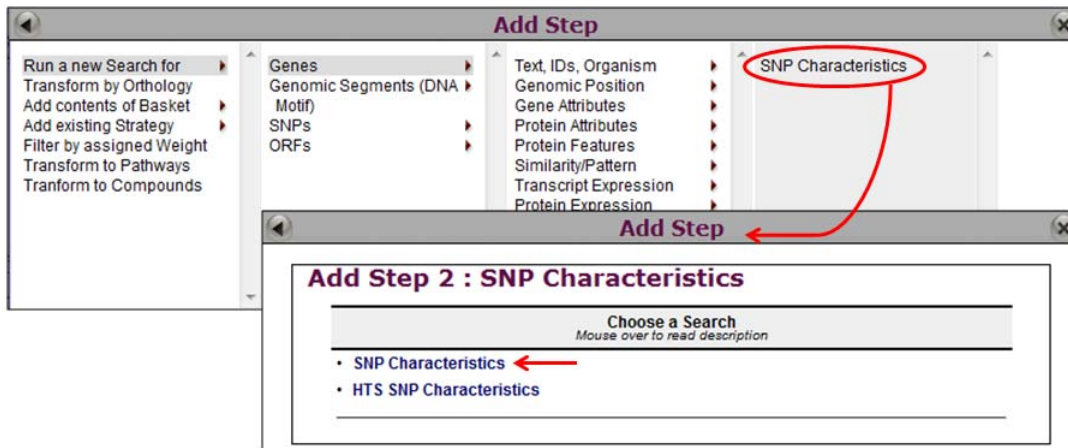 Add Step
Run a new Search for
Transform by Orthology
Add contents of Basket
Add existing Strategy
Filter by assigned Weight
Transform to Pathways
Tranform to Compounds
Genes
Genomic Segments (DNA
Motif)
SNPs
ORFs
Text, IDs, Organism
Genomic Position
Gene Attributes
Protein Attributes
Protein Features
Similarity/Pattern
Transcript Expression
Protein Expression
SNP Characteristics
Add Step
Add Step 2 : SNP Characteristics
Choose a Search
Mouse over to read description
• SNP Characteristics
• HTS SNP Characteristics